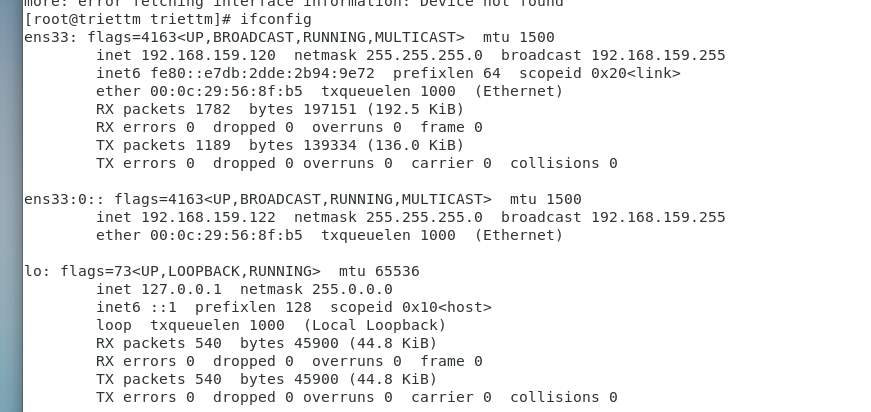 more: error fetching interface information: Device not found
[root@triettm triettm]# ifconfig
ens33: flags=4163<UP,BROADCAST,RUNNING,MULTICAST>  mtu 1500
        inet 192.168.159.120  netmask 255.255.255.0  broadcast 192.168.159.255
        inet6 fe80::e7db:2dde:2b94:9e72  prefixlen 64  scopeid 0x20<link>
        ether 00:0c:29:56:8f:b5  txqueuelen 1000  (Ethernet)
        RX packets 1782  bytes 197151 (192.5 KiB)
        RX errors 0  dropped 0  overruns 0  frame 0
        TX packets 1189  bytes 139334 (136.0 KiB)
        TX errors 0  dropped 0 overruns 0  carrier 0  collisions 0

ens33:0:: flags=4163<UP,BROADCAST,RUNNING,MULTICAST>  mtu 1500
        inet 192.168.159.122  netmask 255.255.255.0  broadcast 192.168.159.255
        ether 00:0c:29:56:8f:b5  txqueuelen 1000  (Ethernet)

lo: flags=73<UP,LOOPBACK,RUNNING>  mtu 65536
        inet 127.0.0.1  netmask 255.0.0.0
        inet6 ::1  prefixlen 128  scopeid 0x10<host>
        loop  txqueuelen 1000  (Local Loopback)
        RX packets 540  bytes 45900 (44.8 KiB)
        RX errors 0  dropped 0  overruns 0  frame 0
        TX packets 540  bytes 45900 (44.8 KiB)
        TX errors 0  dropped 0 overruns 0  carrier 0  collisions 0